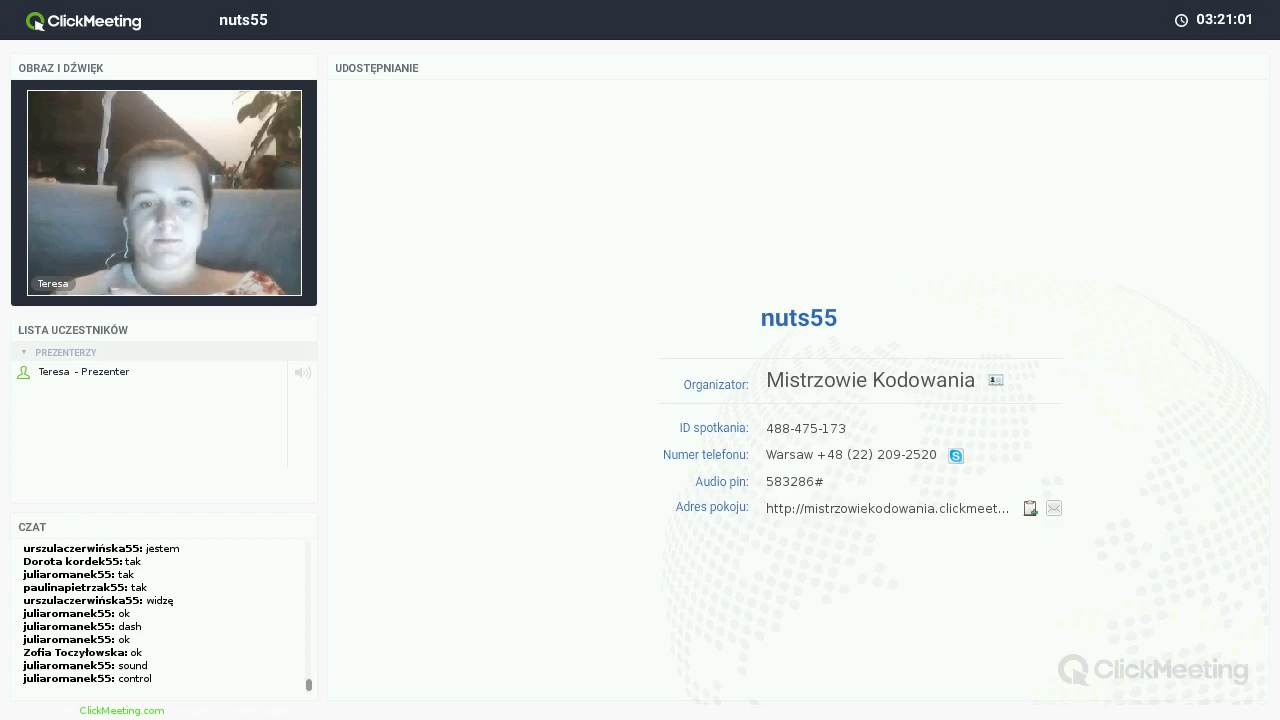 ClickMeeting
nuts55
03:21:01
OBRAZ I DŹWIĘK
Teresa
LISTA UCZESTNIKÓW
PREZENTERZY
Teresa - Prezenter
CZAT
urszulaczerwińska55: jestem
Dorota kordek55: tak
juliaromanek55: tak
paulinapietrzak55: tak
urszulaczerwińska55: widzę
juliaromanek55: ok
juliaromanek55: dash
juliaromanek55: ok
Zofia Toczyłowska: ok
juliaromanek55: sound
juliaromanek55: control
ClickMeeting.com
UDOSTĘPNIANIE
nuts55
Organizator: Mistrzowie Kodowania
ID spotkania: 488-475-173
Numer telefonu: Warsaw +48 (22) 209-2520
Audio pin: 583286#
Adres pokoju: http://mistrzowiekodowania.clickmeet...
ClickMeeting